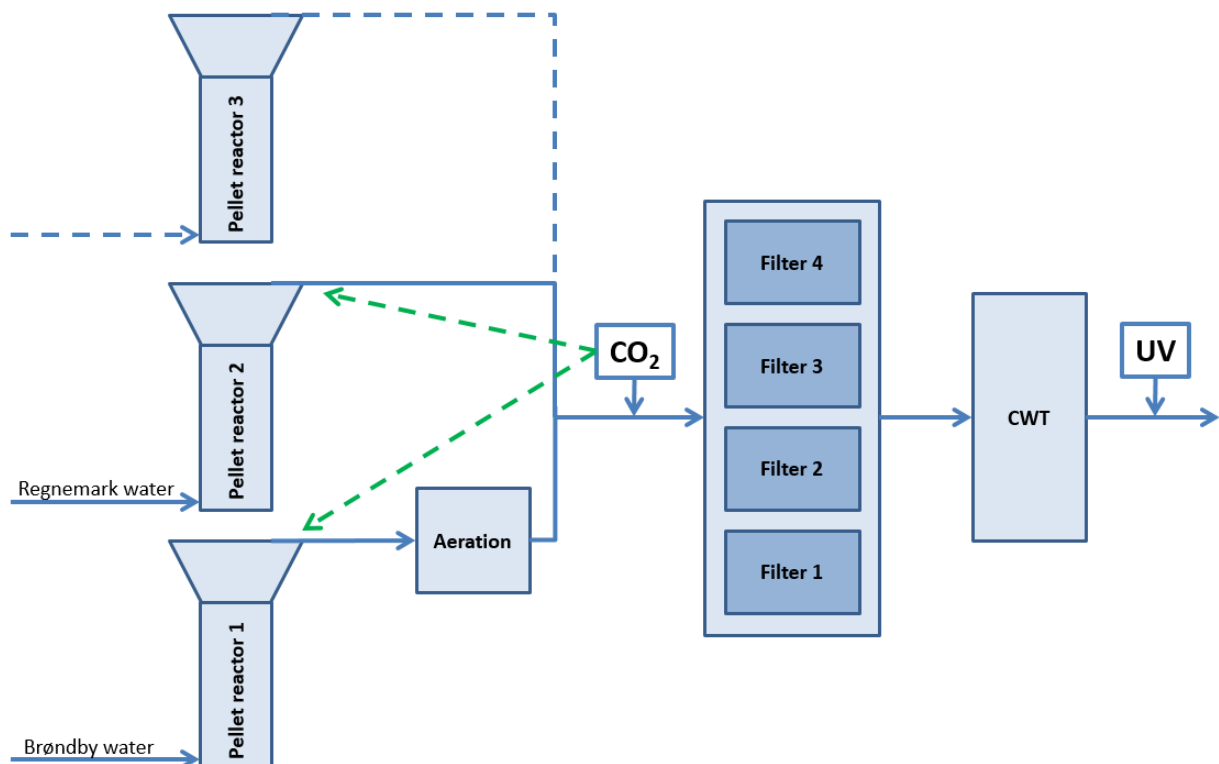 Pellet reactor 3
Filter 4
CO₂
UV
Filter 3
Pellet reactor 2
CWT
Filter 2
Regnemark water
Aeration
Filter 1
Pellet reactor 1
Brøndby water